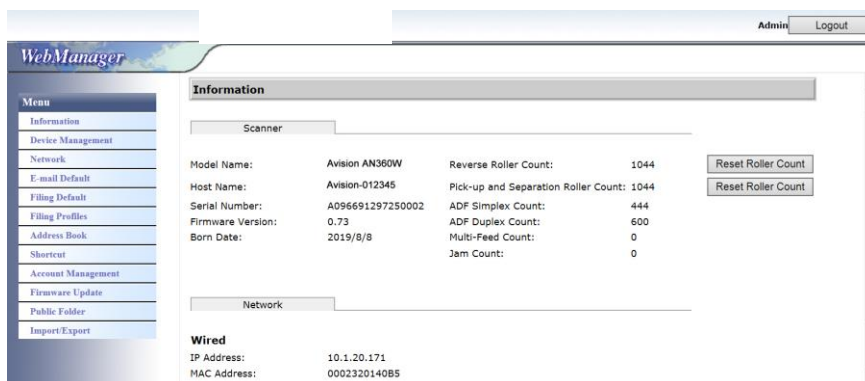 Admin Logout
WebManager
Information
Menu
Information
Device Management
Network
E-mail Default
Filing Default
Filing Profiles
Address Book
Shortcut
Account Management
Firmware Update
Public Folder
Import/Export
Scanner
Model Name: Avision AN360W Reverse Roller Count: 1044 Reset Roller Count
Host Name: Avision-012345 Pick-up and Separation Roller Count: 1044 Reset Roller Count
Serial Number: A096691297250002 ADF Simplex Count: 444
Firmware Version: 0.73 ADF Duplex Count: 600
Born Date: 2019/8/8 Multi-Feed Count: 0
Jam Count: 0
Network
Wired
IP Address: 10.1.20.171
MAC Address: 0002320140B5